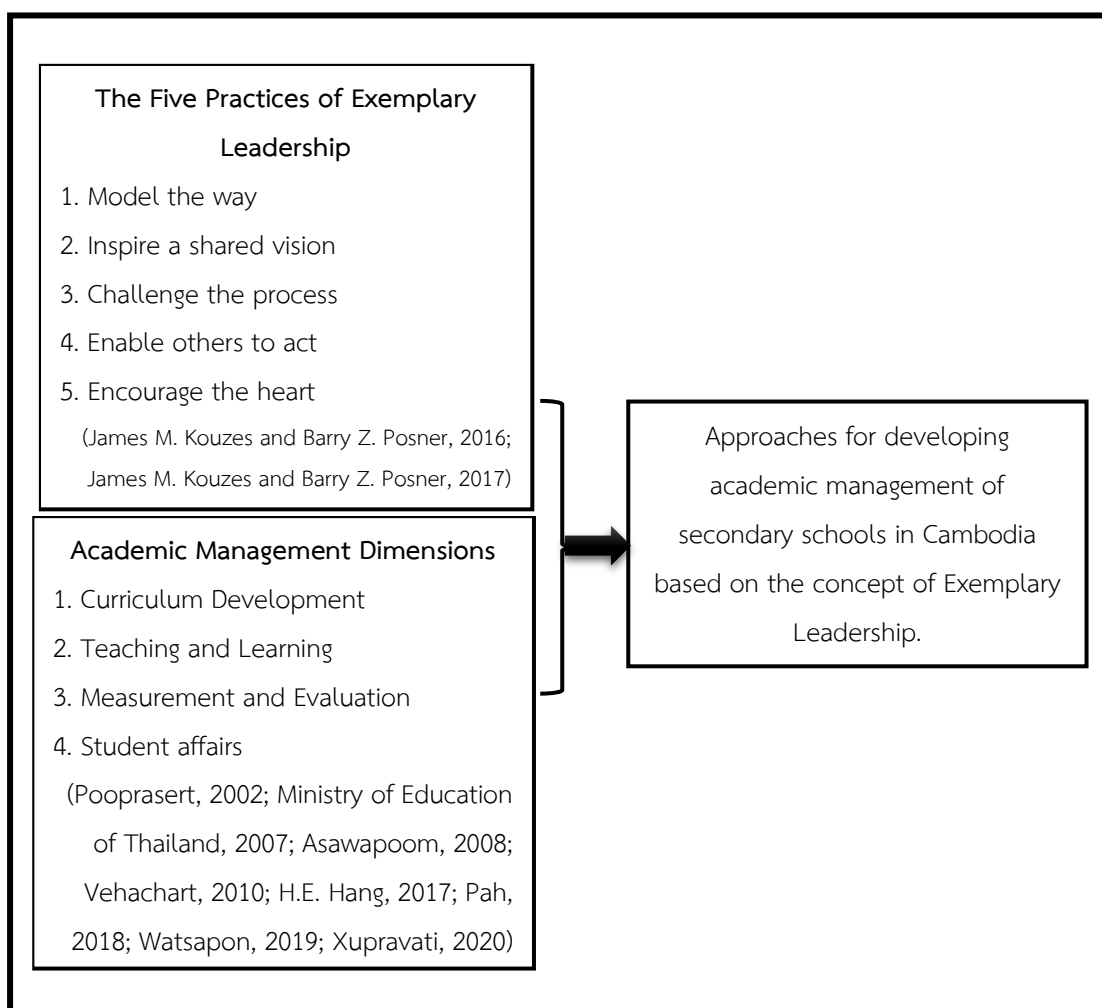 The Five Practices of Exemplary
Leadership
1. Model the way
2. Inspire a shared vision
3. Challenge the process
4. Enable others to act
5. Encourage the heart
(James M. Kouzes and Barry Z. Posner, 2016;
James M. Kouzes and Barry Z. Posner, 2017)
Academic Management Dimensions
1. Curriculum Development
2. Teaching and Learning
3. Measurement and Evaluation
4. Student affairs
(Pooprasert, 2002; Ministry of Education
of Thailand, 2007; Asawapoom, 2008;
Vehachart, 2010; H.E. Hang, 2017; Pah,
2018; Watsapon, 2019; Xupravati, 2020)
Approaches for developing
academic management of
secondary schools in Cambodia
based on the concept of Exemplary
Leadership.